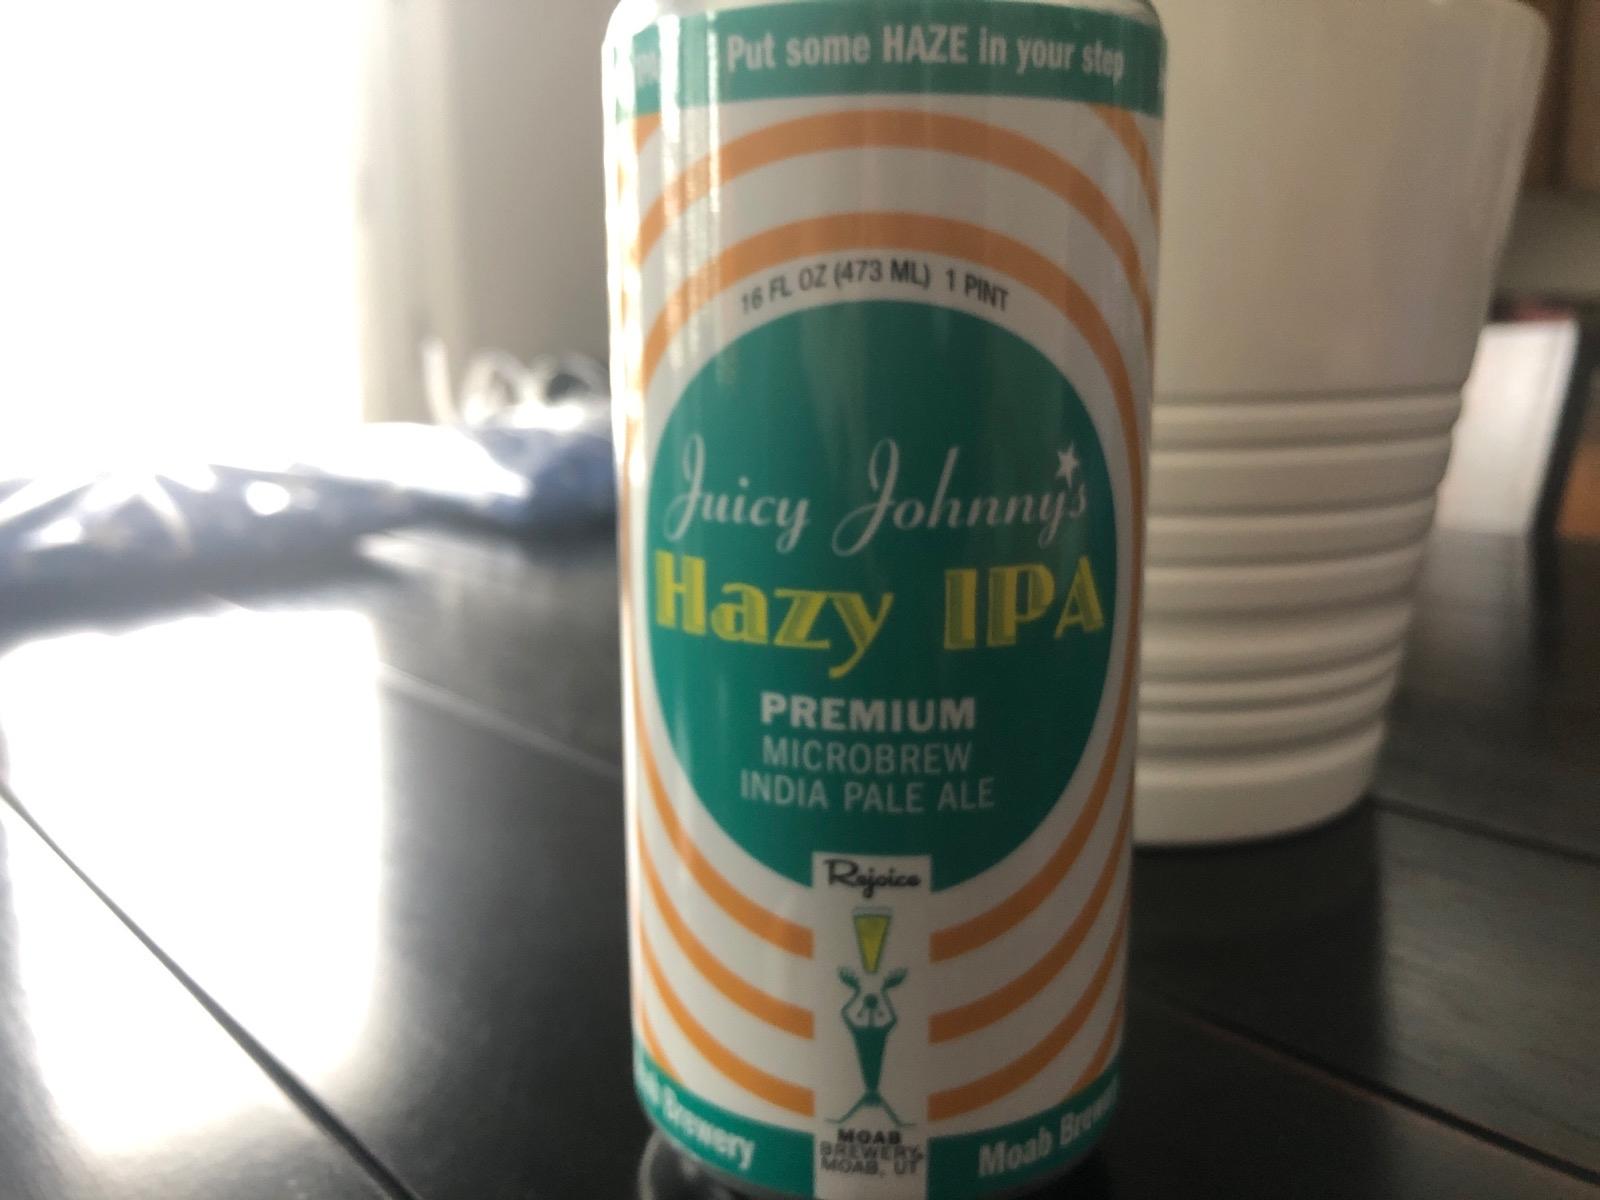 Put some HAZE in your step
16 FL OZ (473 ML) 1 PINT
Juicy Johnny's
Hazy IPA
PREMIUM
MICROBREW
INDIA PALE ALE
Rejoice
MOAB
BREWERY,
MOAB, UT
Brewery
Moab